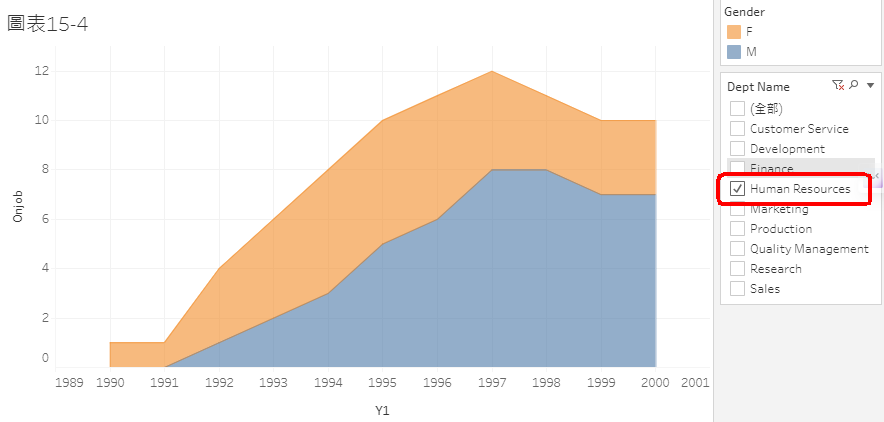 圖表15-4
Onjob
12
10
8
6
4
2
0
1989 1990 1991 1992 1993 1994 1995 1996 1997 1998 1999 2000 2001
Y1
Gender
F
M
Dept Name
(全部)
Customer Service
Development
Finance
Human Resources
Marketing
Production
Quality Management
Research
Sales